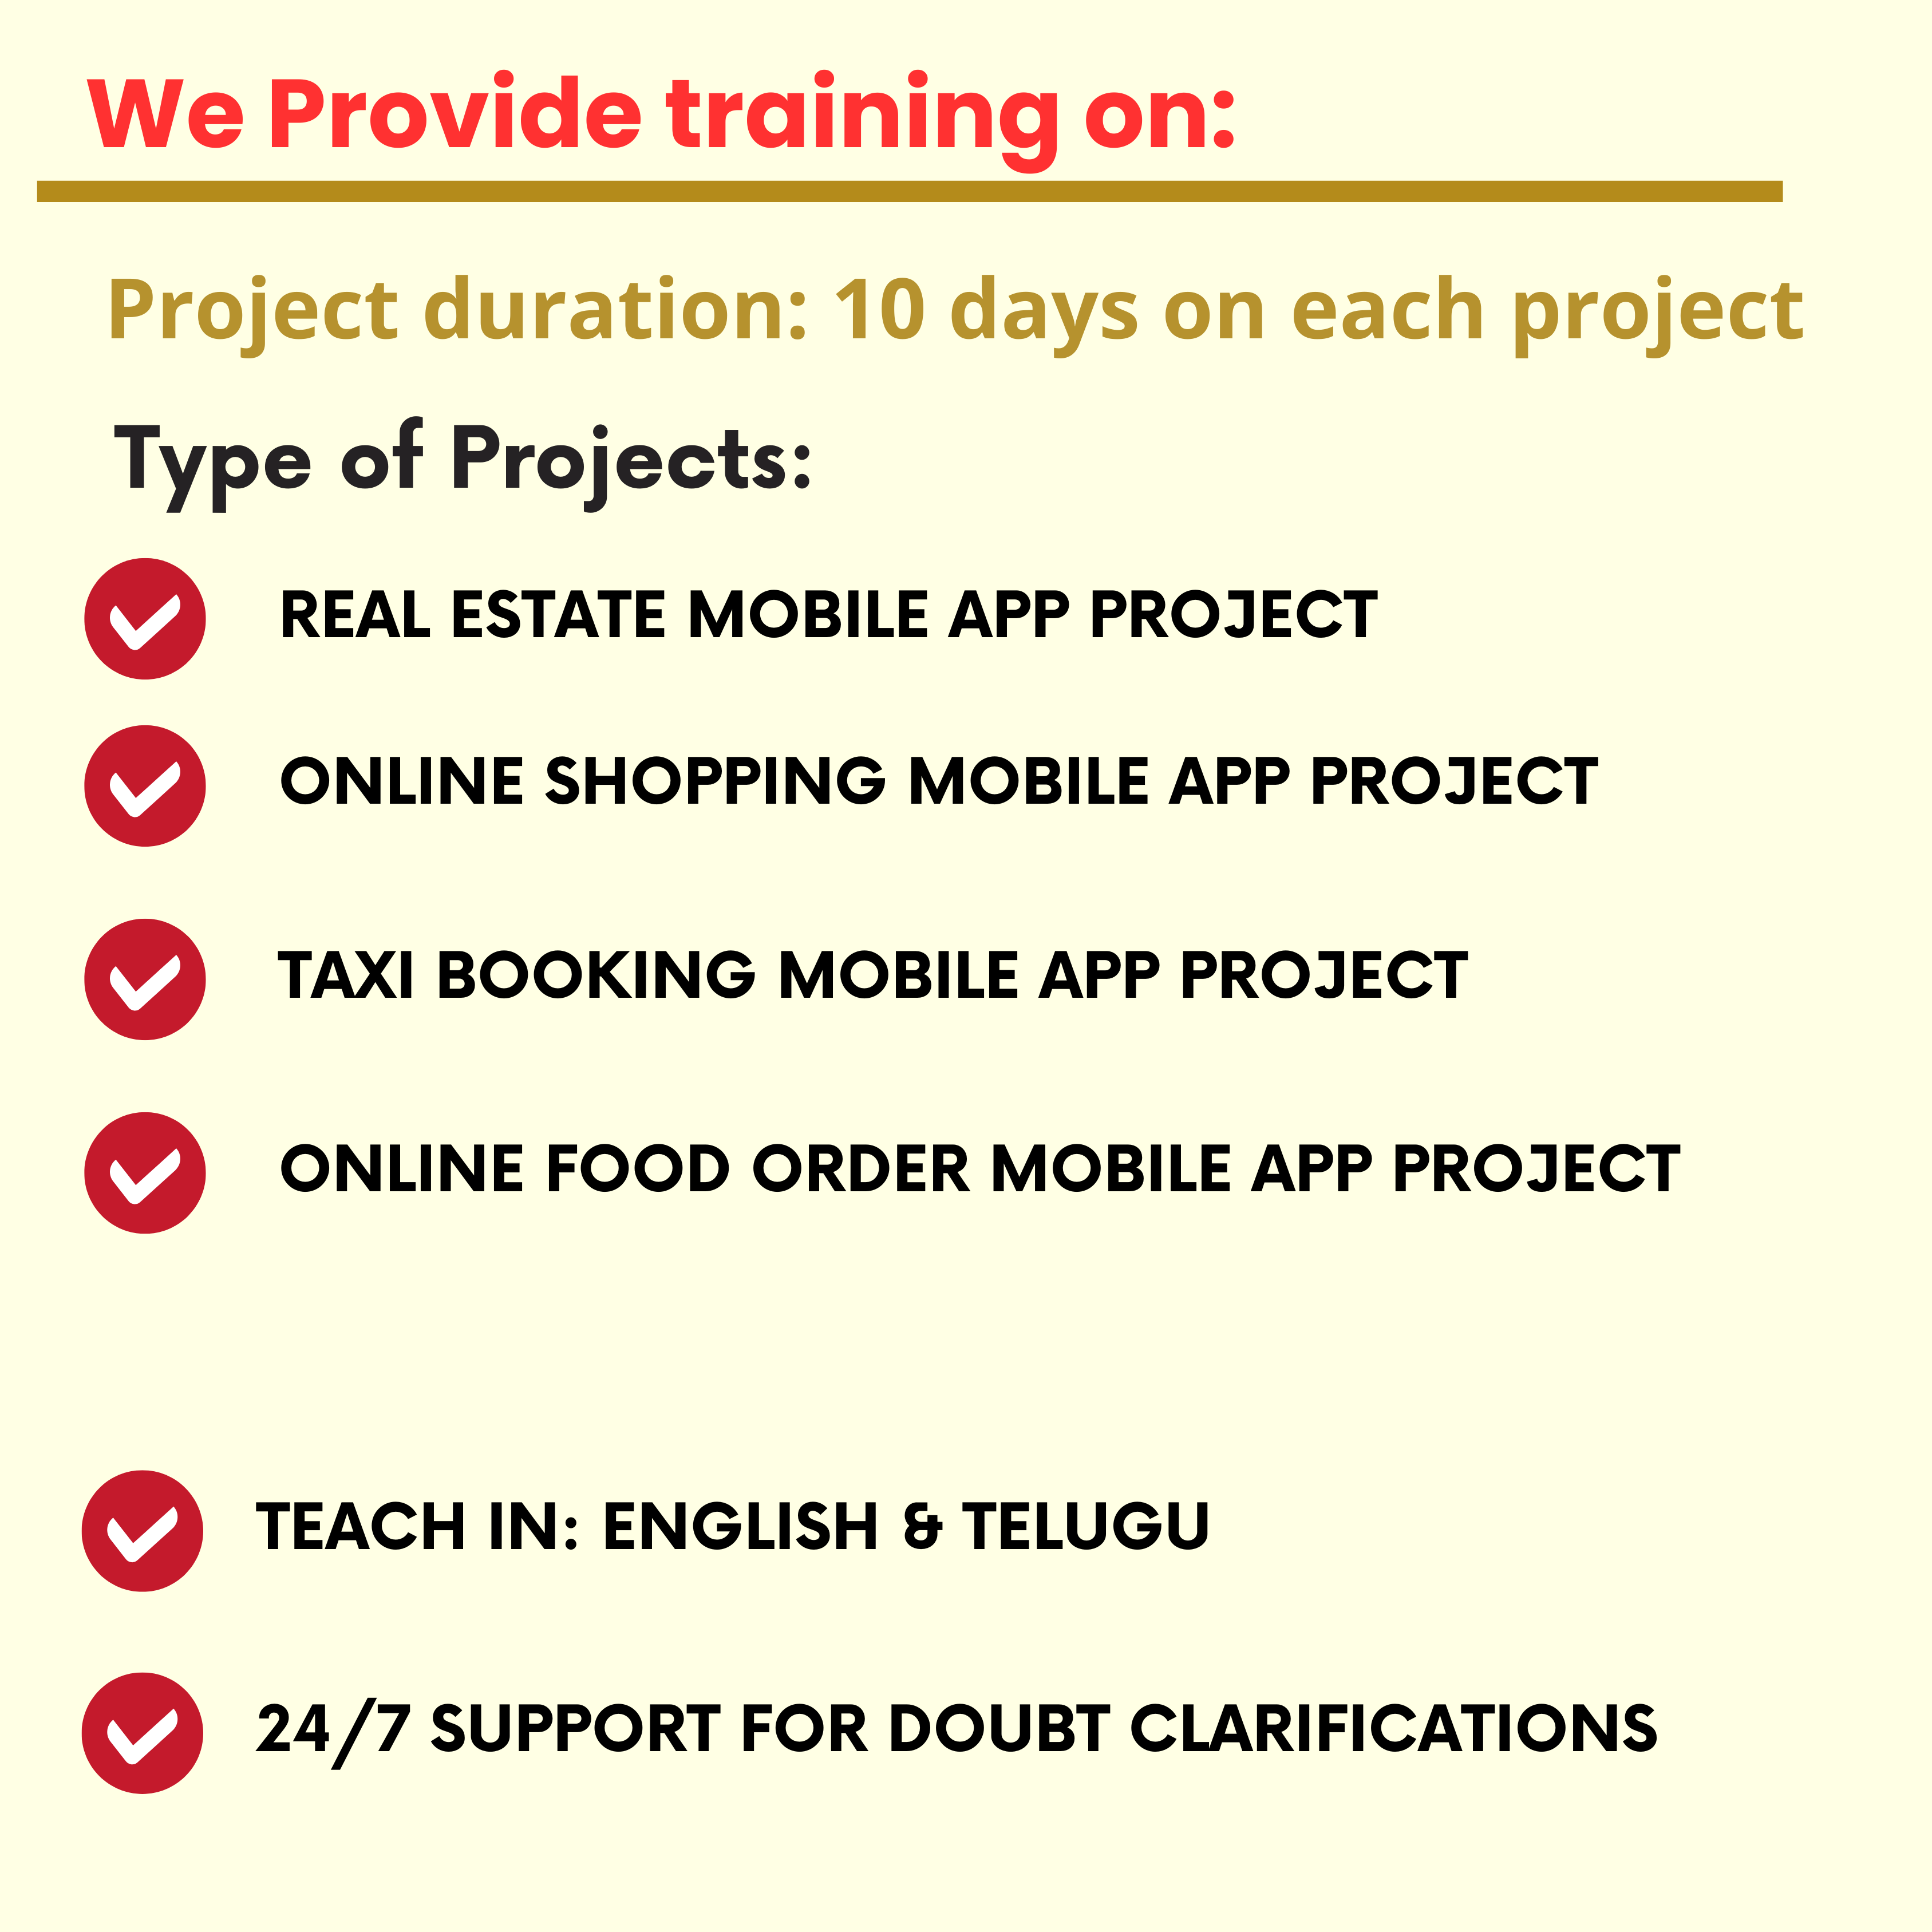 We Provide training on:
Project duration: 10 days on each project
Type of Projects:
REAL ESTATE MOBILE APP PROJECT
ONLINE SHOPPING MOBILE APP PROJECT
TAXI BOOKING MOBILE APP PROJECT
ONLINE FOOD ORDER MOBILE APP PROJECT
TEACH IN: ENGLISH & TELUGU
24/7 SUPPORT FOR DOUBT CLARIFICATIONS